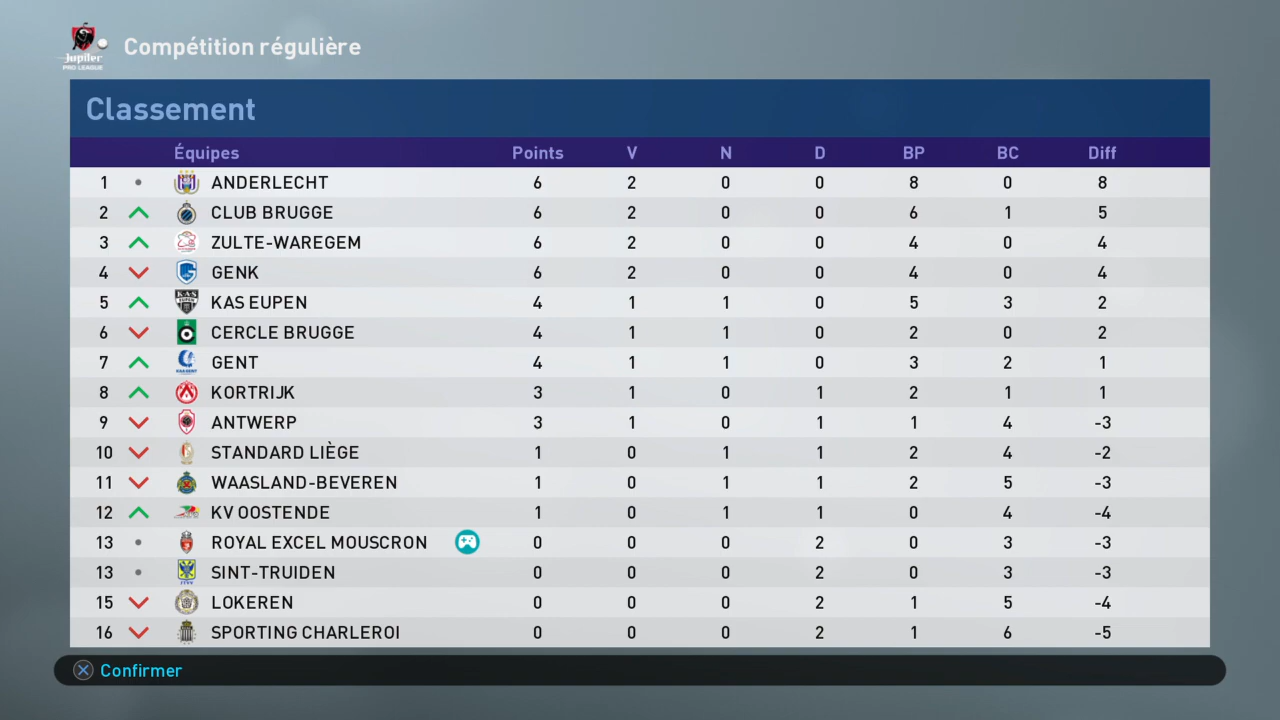 Jupiler
PRO LEAGUE
Compétition régulière
Classement
Équipes Points V N D BP BC Diff
1 ANDERLECHT 6 2 0 0 8 0 8
2 CLUB BRUGGE 6 2 0 0 6 1 5
3 ZULTE-WAREGEM 6 2 0 0 4 0 4
4 GENK 6 2 0 0 4 0 4
5 KAS EUPEN 4 1 1 0 5 3 2
6 CERCLE BRUGGE 4 1 1 0 2 0 2
7 GENT 4 1 1 0 3 2 1
8 KORTRIJK 3 1 0 1 2 1 1
9 ANTWERP 3 1 0 1 1 4 -3
10 STANDARD LIÈGE 1 0 1 1 2 4 -2
11 WAASLAND-BEVEREN 1 0 1 1 2 5 -3
12 KV OOSTENDE 1 0 1 1 0 4 -4
13 ROYAL EXCEL MOUSCRON 0 0 0 2 0 3 -3
13 SINT-TRUIDEN 0 0 0 2 0 3 -3
15 LOKEREN 0 0 0 2 1 5 -4
16 SPORTING CHARLEROI 0 0 0 2 1 6 -5
Confirmer